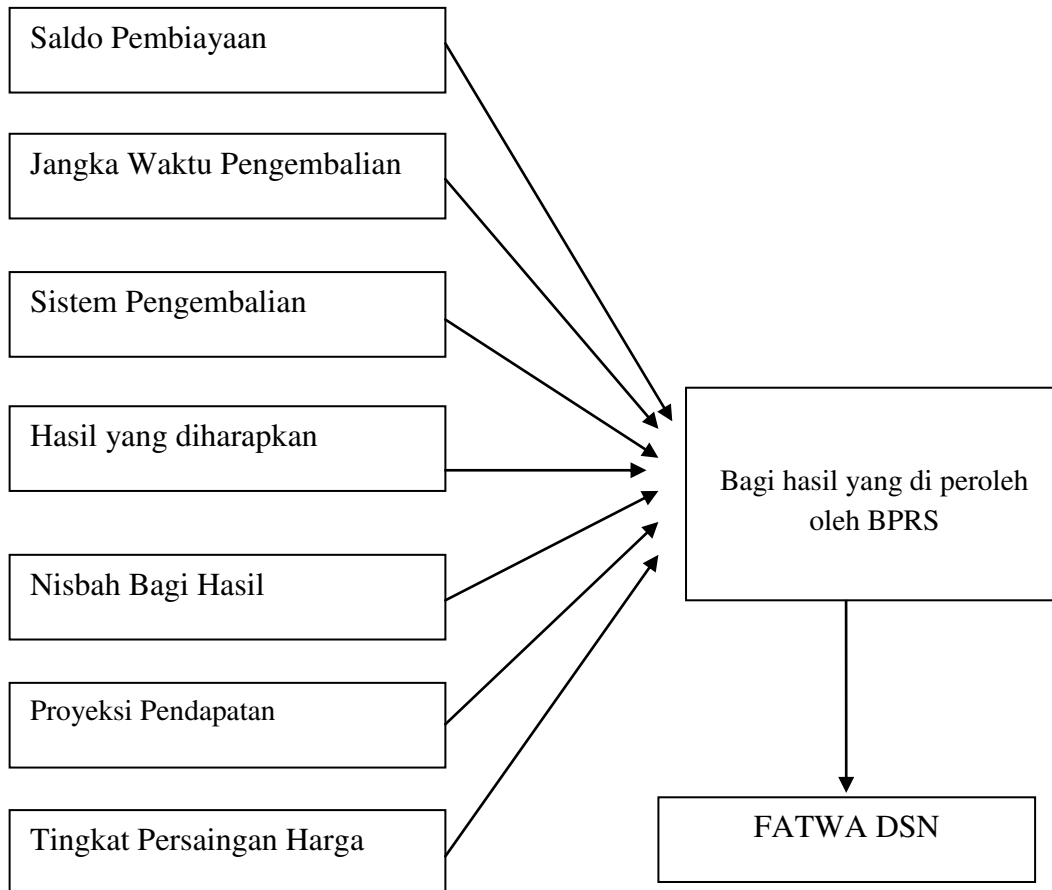 Saldo Pembiayaan
Jangka Waktu Pengembalian
Sistem Pengembalian
Hasil yang diharapkan
Nisbah Bagi Hasil
Proyeksi Pendapatan
Tingkat Persaingan Harga
Bagi hasil yang di peroleh
oleh BPRS
FATWA DSN